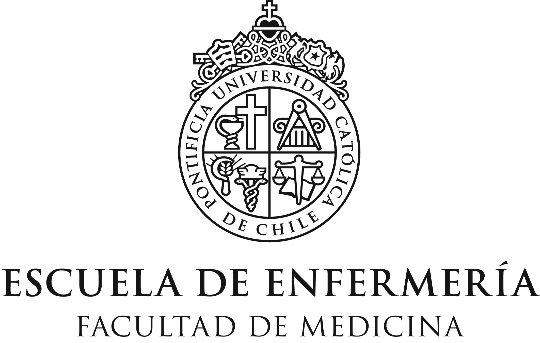 PONTIFICIA UNIVERSIDAD CATÓLICA
DE CHILE
ESCUELA DE ENFERMERÍA
FACULTAD DE MEDICINA